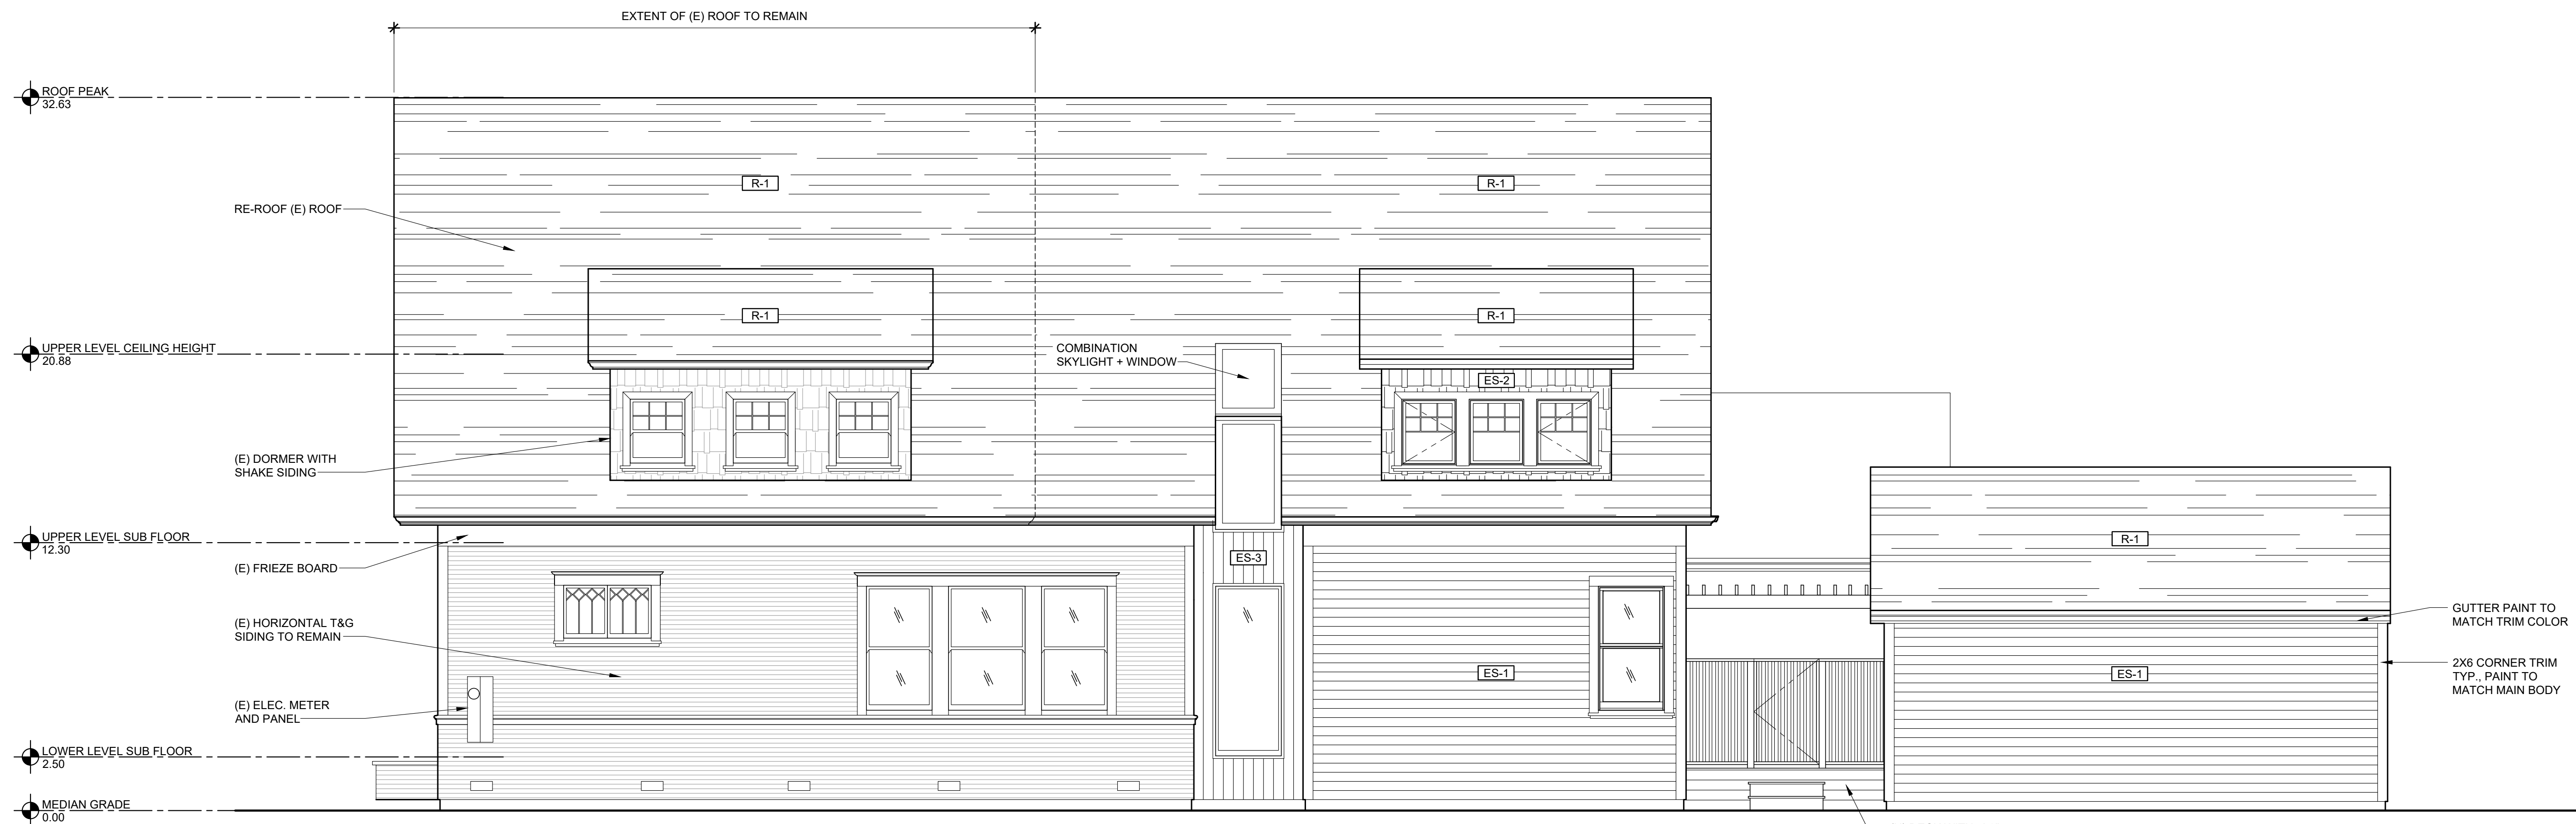 EXTENT OF (E) ROOF TO REMAIN
ROOF PEAK
32.63
R-1
R-1
RE-ROOF (E) ROOF
R-1
R-1
UPPER LEVEL CEILING HEIGHT
20.88
COMBINATION
SKYLIGHT + WINDOW
ES-2
(E) DORMER WITH
SHAKE SIDING
UPPER LEVEL SUB FLOOR
12.30
R-1
ES-3
(E) FRIEZE BOARD
GUTTER PAINT TO
MATCH TRIM COLOR
(E) HORIZONTAL T&G
SIDING TO REMAIN
2X6 CORNER TRIM
TYP., PAINT TO
MATCH MAIN BODY
ES-1
ES-1
(E) ELEC. METER
AND PANEL
LOWER LEVEL SUB FLOOR
2.50
MEDIAN GRADE
0.00